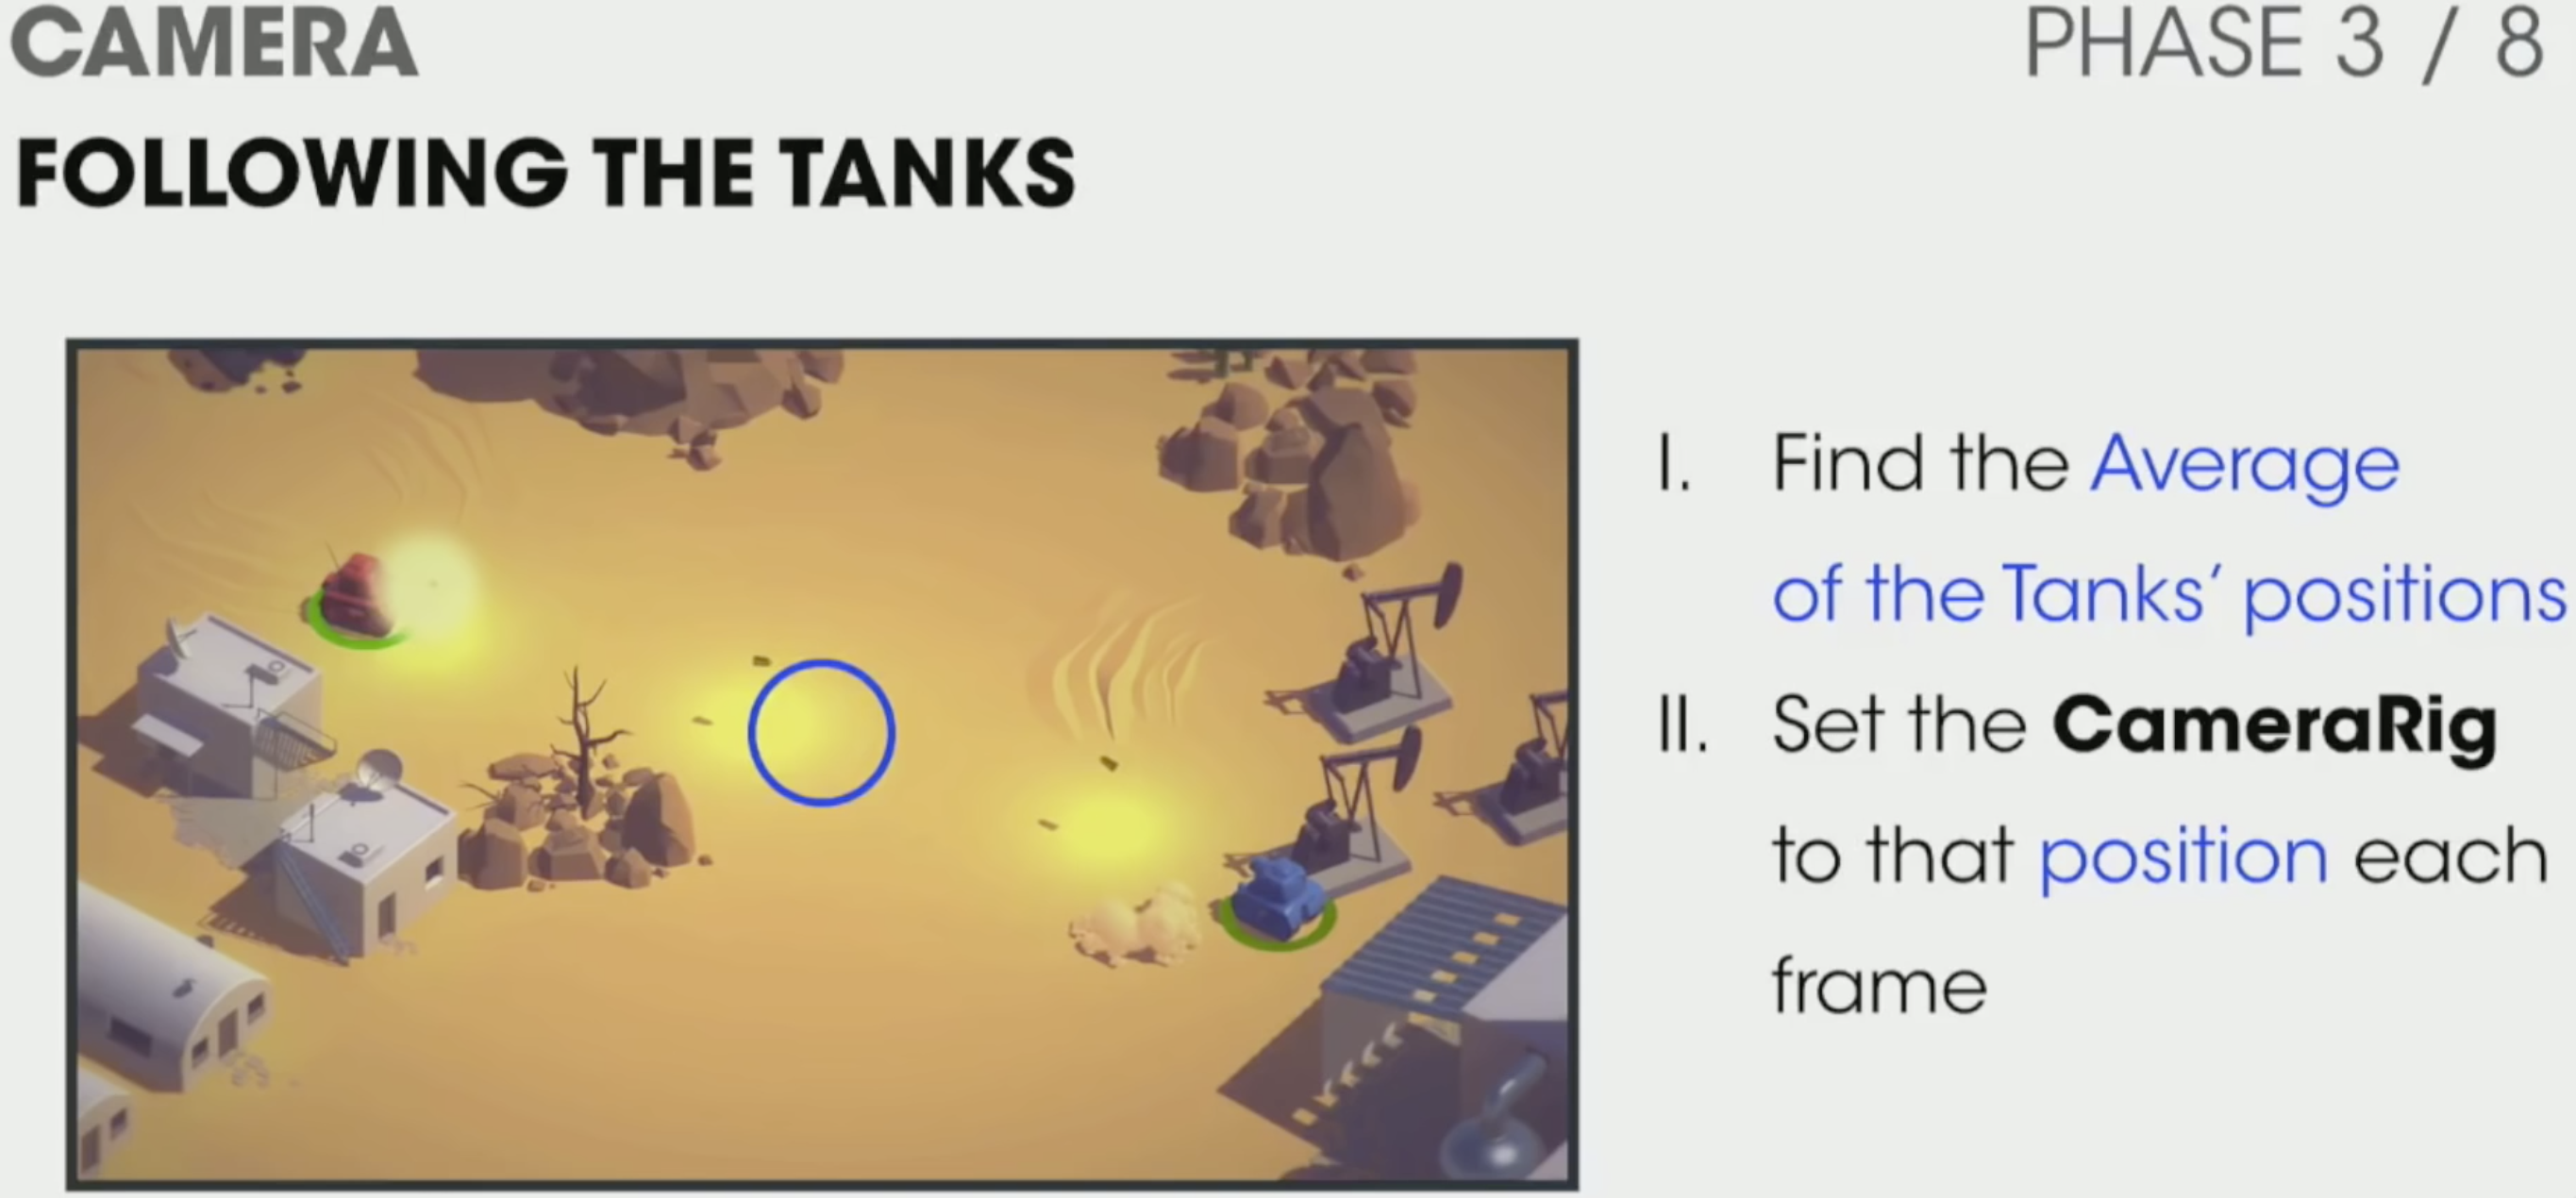 CAMERA
PHASE 3 / 8
FOLLOWING THE TANKS
I. Find the Average
of the Tanks’ positions
II. Set the CameraRig
to that position each
frame